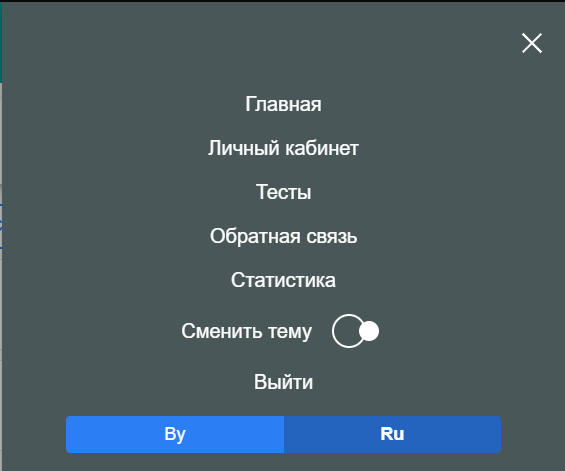 Главная
Личный кабинет
Тесты
Обратная связь
Статистика
Сменить тему
Выйти
By
Ru